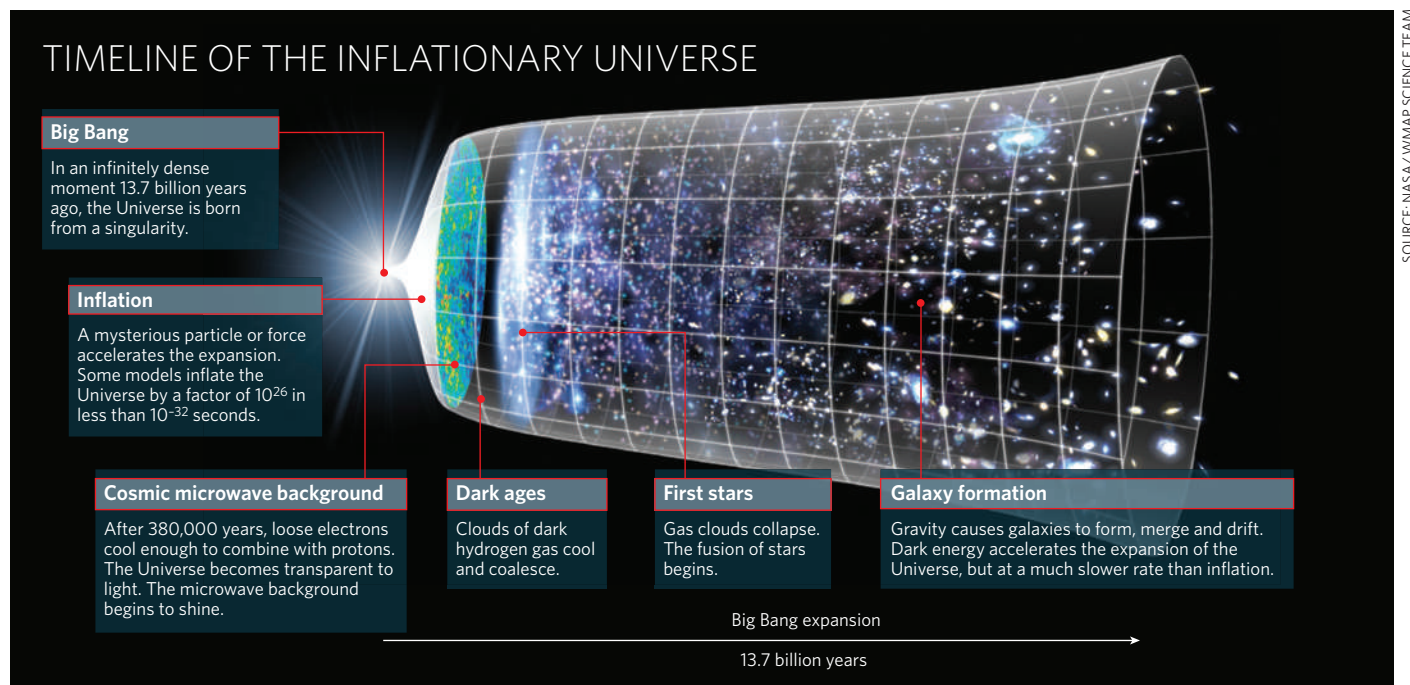 TIMELINE OF THE INFLATIONARY UNIVERSE
Big Bang
In an infinitely dense
moment 13.7 billion years
ago, the Universe is born
from a singularity.
Inflation
A mysterious particle or force
accelerates the expansion.
Some models inflate the
Universe by a factor of 10²⁶ in
less than 10⁻³² seconds.
Cosmic microwave background
After 380,000 years, loose electrons
cool enough to combine with protons.
The Universe becomes transparent to
light. The microwave background
begins to shine.
Dark ages
Clouds of dark
hydrogen gas cool
and coalesce.
First stars
Gas clouds collapse.
The fusion of stars
begins.
Galaxy formation
Gravity causes galaxies to form, merge and drift.
Dark energy accelerates the expansion of the
Universe, but at a much slower rate than inflation.
Big Bang expansion
13.7 billion years
SOURCE: NASA/WMAP SCIENCE TEAM